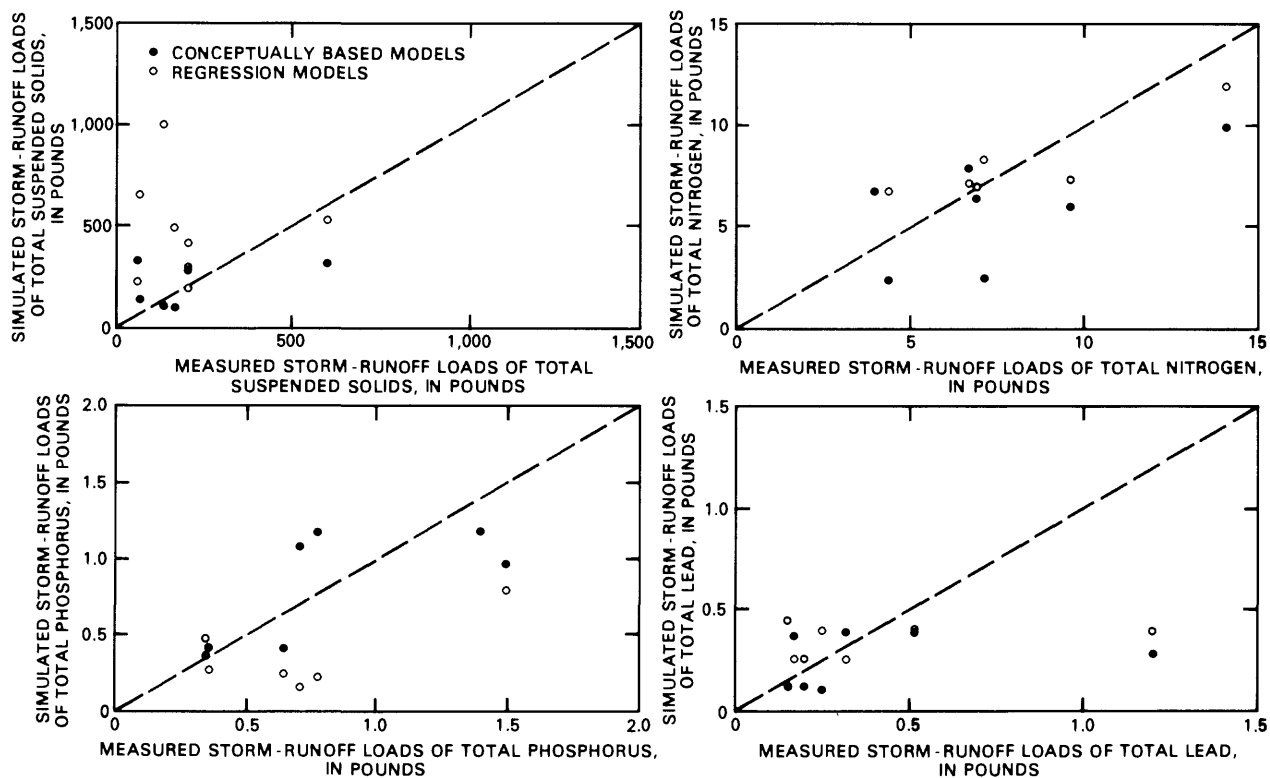 SIMULATED STORM-RUNOFF LOADS
OF TOTAL SUSPENDED SOLIDS,
IN POUNDS
1,500
1,000
500
0
● CONCEPTUALLY BASED MODELS
○ REGRESSION MODELS
0 500 1,000 1,500
MEASURED STORM-RUNOFF LOADS OF TOTAL
SUSPENDED SOLIDS, IN POUNDS
SIMULATED STORM-RUNOFF LOADS
OF TOTAL NITROGEN, IN POUNDS
15
10
5
0
0 5 10 15
MEASURED STORM-RUNOFF LOADS OF TOTAL NITROGEN,
IN POUNDS
SIMULATED STORM-RUNOFF LOADS
OF TOTAL PHOSPHORUS, IN POUNDS
2.0
1.5
1.0
0.5
0
0 0.5 1.0 1.5 2.0
MEASURED STORM-RUNOFF LOADS OF TOTAL PHOSPHORUS,
IN POUNDS
SIMULATED STORM-RUNOFF LOADS
OF TOTAL LEAD, IN POUNDS
1.5
1.0
0.5
0
0 0.5 1.0 1.5
MEASURED STORM-RUNOFF LOADS OF TOTAL LEAD,
IN POUNDS